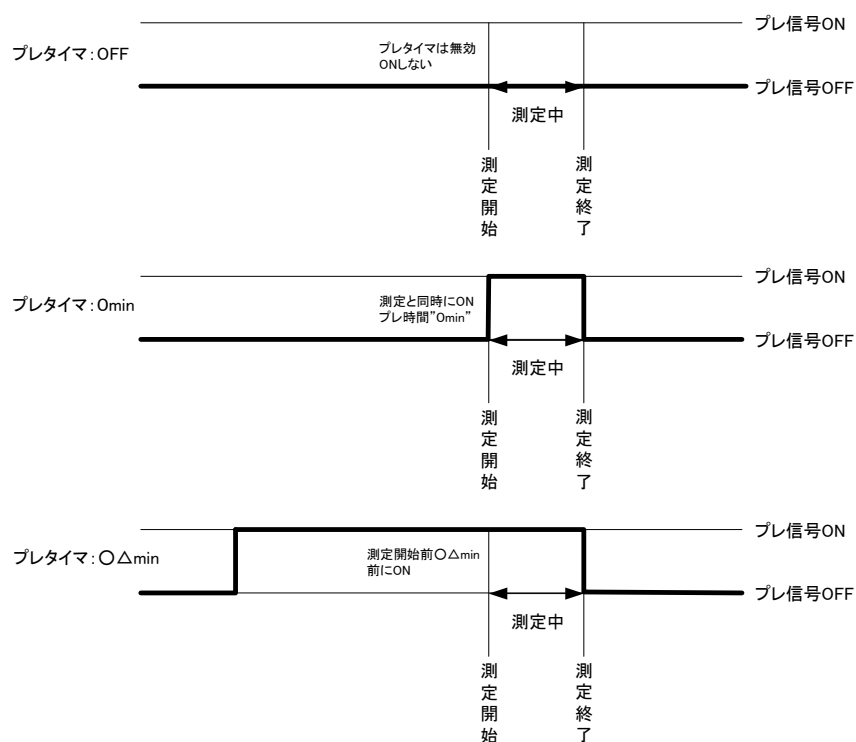 プレ信号ON
プレタイマ：OFF
プレタイマは無効
ONしない
プレ信号OFF
測定中
測定開始
測定終了
プレ信号ON
プレタイマ：0min
測定と同時にON
プレ時間"0min"
プレ信号OFF
測定中
測定開始
測定終了
プレ信号ON
プレタイマ：○△min
測定開始前○△min
前にON
プレ信号OFF
測定中
測定開始
測定終了